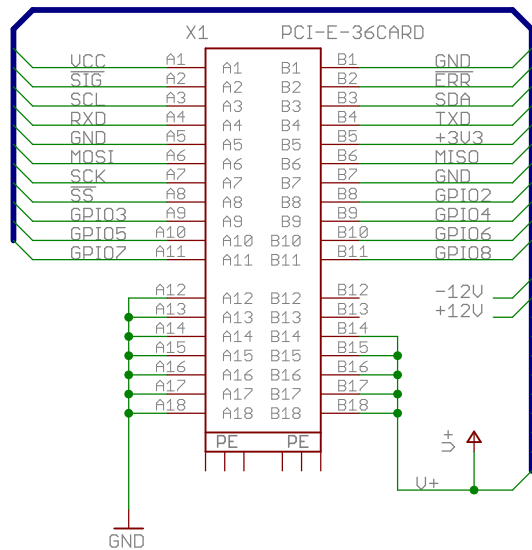 X1 PCI-E-36CARD
VCC A1 A1 B1 B1 GND
SIG A2 A2 B2 B2 ERR
SCL A3 A3 B3 B3 SDA
RXD A4 A4 B4 B4 TXD
GND A5 A5 B5 B5 +3V3
MOSI A6 A6 B6 B6 MISO
SCK A7 A7 B7 B7 GND
SS A8 A8 B8 B8 GPIO2
GPIO3 A9 A9 B9 B9 GPIO4
GPIO5 A10 A10 B10 B10 GPIO6
GPIO7 A11 A11 B11 B11 GPIO8
A12 A12 B12 B12 -12V
A13 A13 B13 B13 +12V
A14 A14 B14 B14
A15 A15 B15 B15
A16 A16 B16 B16
A17 A17 B17 B17
A18 A18 B18 B18
PE PE
V+
V+
GND